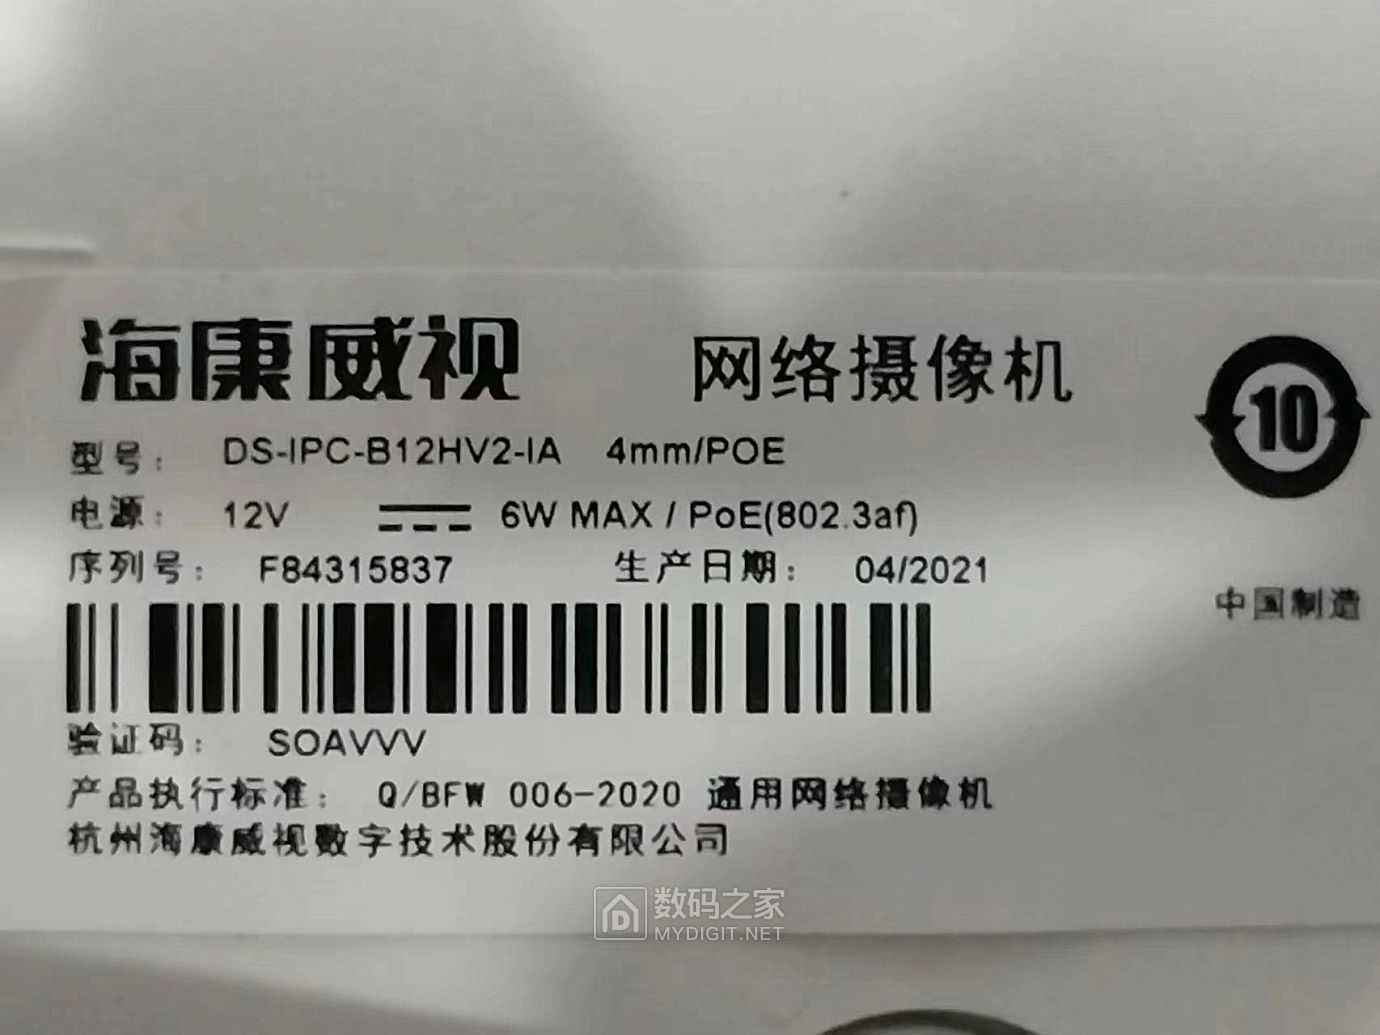 海康威视 网络摄像机
型号: DS-IPC-B12HV2-IA 4mm/POE
电源: 12V 6W MAX / PoE(802.3af)
序列号: F84315837 生产日期: 04/2021
10
中国制造
验证码: SOAVVV
产品执行标准: Q/BFW 006-2020 通用网络摄像机
杭州海康威视数字技术股份有限公司
数码之家
MYDIGIT.NET